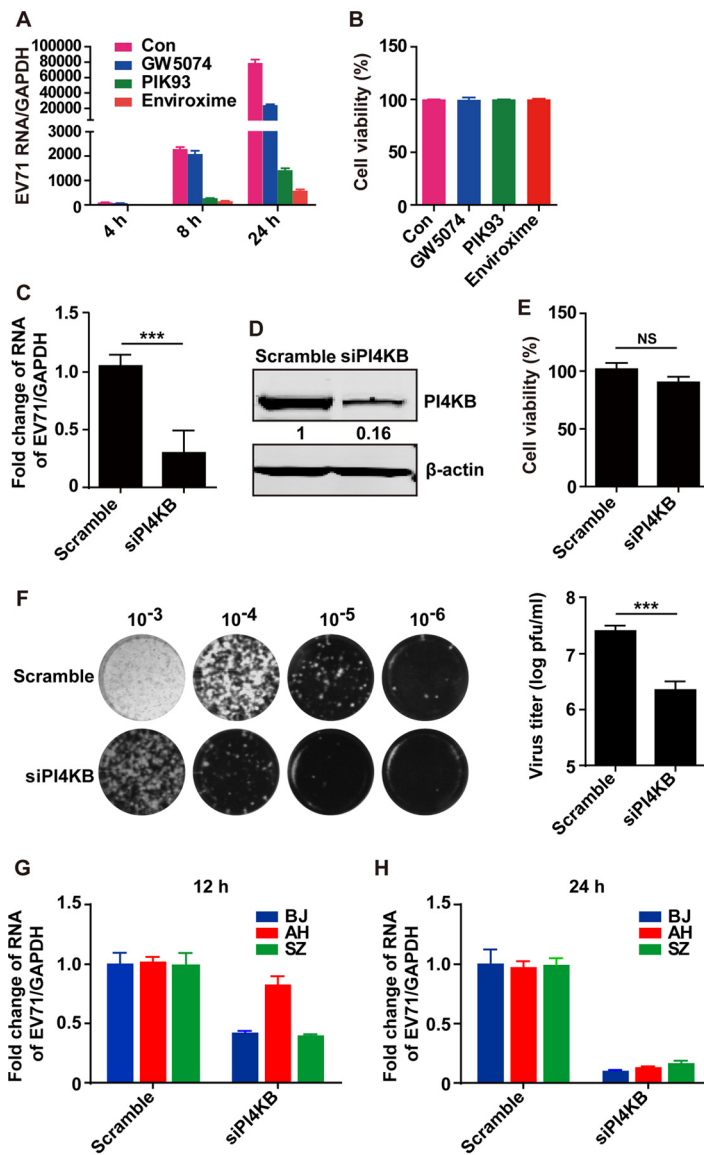 A
EV71 RNA/GAPDH
100000
80000
60000
40000
20000
3000
2000
1000
0
Con
GW5074
PIK93
Enviroxime
4 h
8 h
24 h
B
Cell viability (%)
150
100
50
0
Con
GW5074
PIK93
Enviroxime
C
Fold change of RNA
of EV71/GAPDH
1.5
1.0
0.5
0
***
Scramble
siPI4KB
D
Scramble siPI4KB
PI4KB
1 0.16
β-actin
E
Cell viability (%)
150
100
50
0
NS
Scramble
siPI4KB
F
10-3 10-4 10-5 10-6
Scramble
siPI4KB
Virus titer (log pfu/ml)
8
7
6
5
***
Scramble
siPI4KB
G
12 h
Fold change of RNA
of EV71/GAPDH
1.5
1.0
0.5
0
BJ
AH
SZ
Scramble
siPI4KB
H
24 h
Fold change of RNA
of EV71/GAPDH
1.5
1.0
0.5
0
BJ
AH
SZ
Scramble
siPI4KB